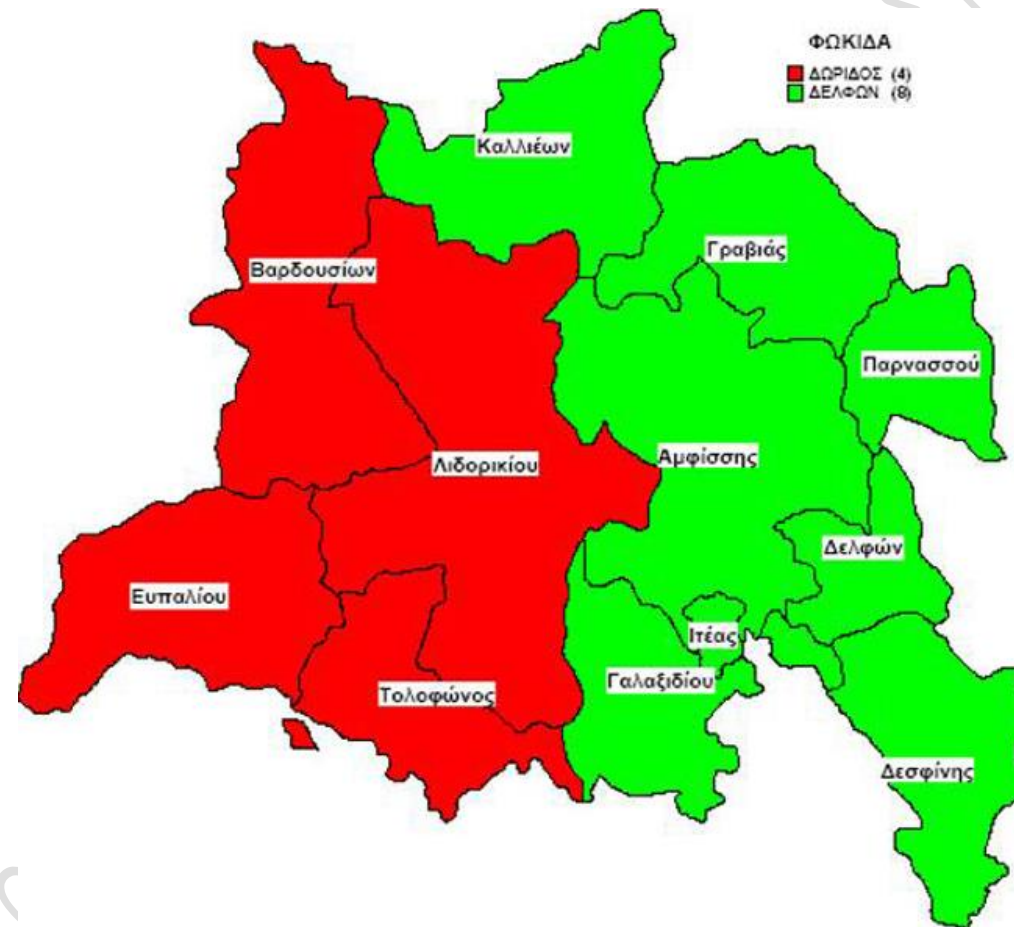 ΦΩΚΙΔΑ
ΔΩΡΙΔΟΣ (4)
ΔΕΛΦΩΝ (8)
Καλλιέων
Γραβιάς
Βαρδουσίων
Παρνασσού
Λιδορικίου
Αμφίσσης
Δελφών
Ευπαλίου
Ιτέας
Γαλαξιδίου
Τολοφώνος
Δεσφίνης